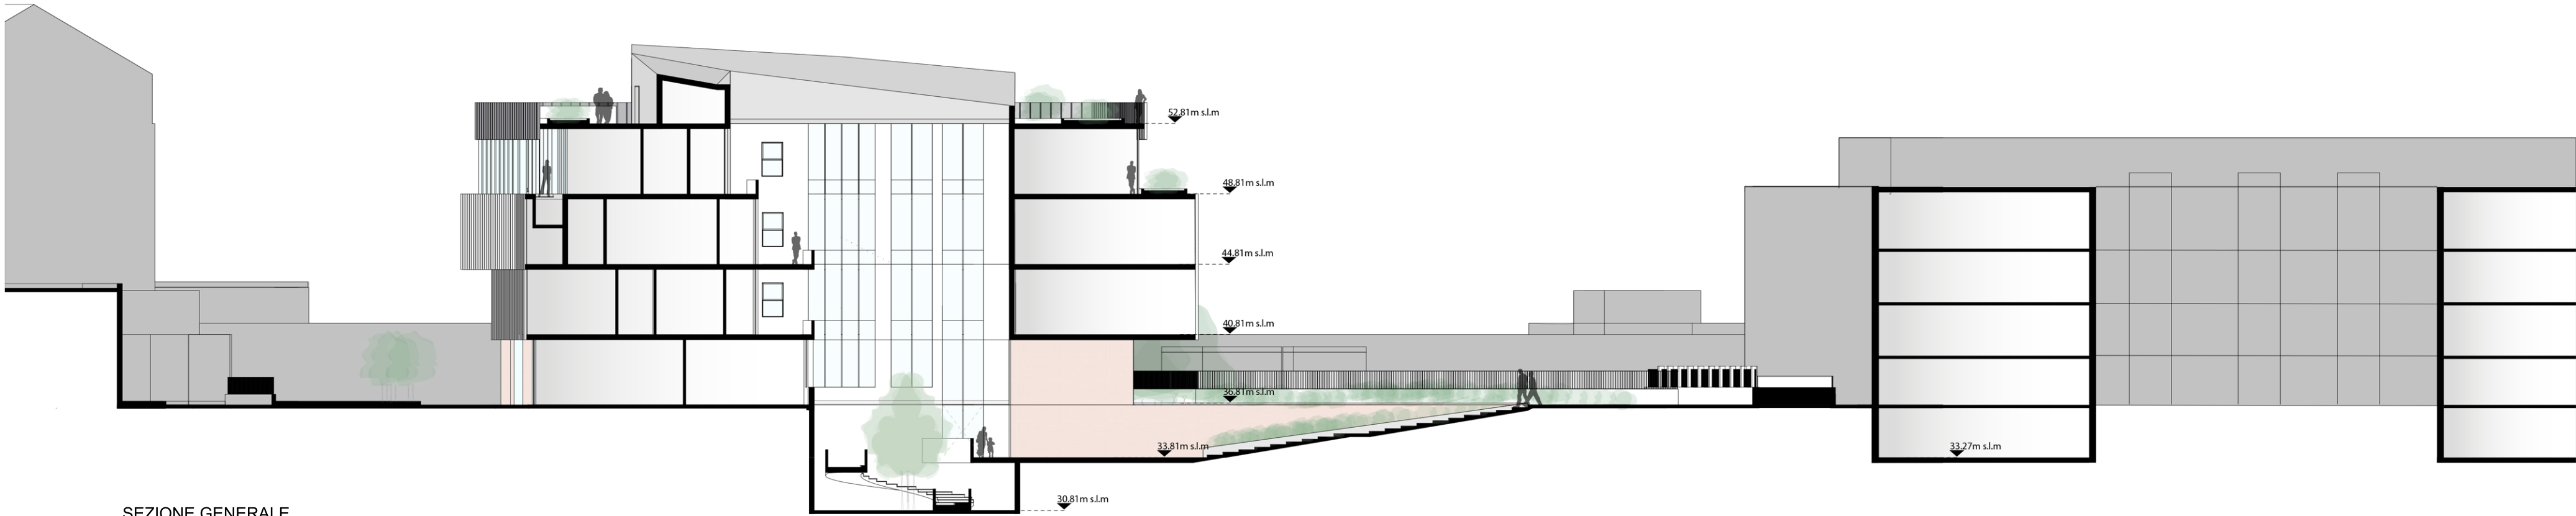 52.81m s.l.m
48.81m s.l.m
44.81m s.l.m
40.81m s.l.m
36.81m s.l.m
33.81m s.l.m
33.27m s.l.m
30.81m s.l.m
SEZIONE GENERALE